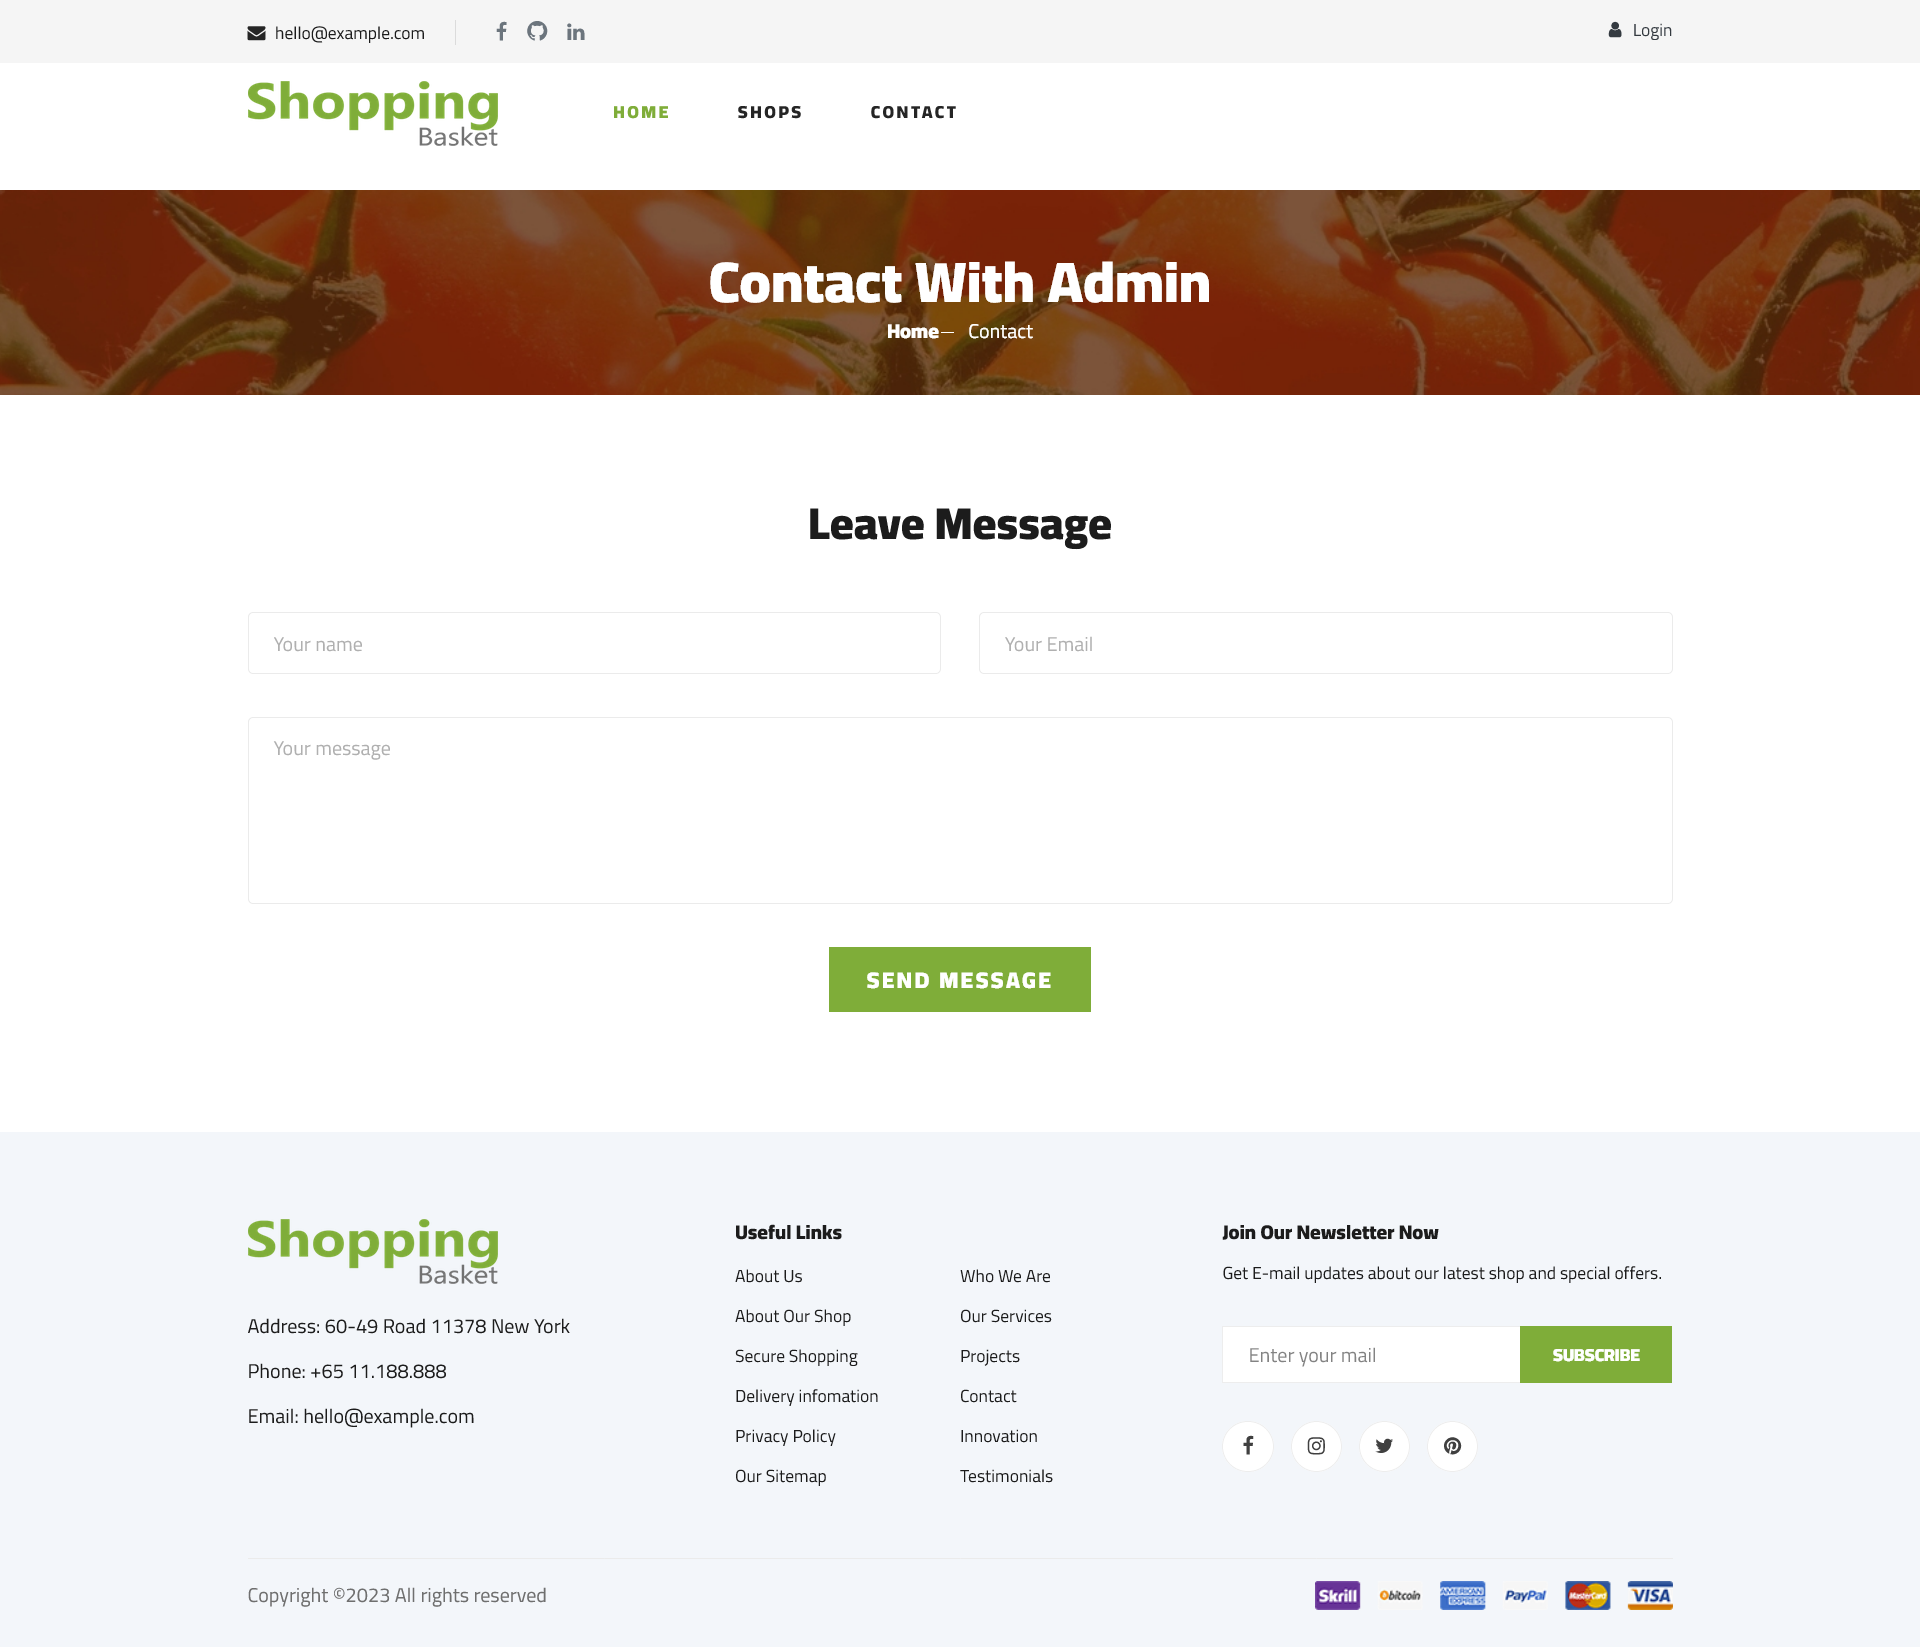 hello@example.com
Login
Shopping
Basket
HOME
SHOPS
CONTACT
Contact With Admin
Home— Contact
Leave Message
Your name
Your Email
Your message
SEND MESSAGE
Shopping
Basket
Address: 60-49 Road 11378 New York
Phone: +65 11.188.888
Email: hello@example.com
Useful Links
About Us
About Our Shop
Secure Shopping
Delivery infomation
Privacy Policy
Our Sitemap
Who We Are
Our Services
Projects
Contact
Innovation
Testimonials
Join Our Newsletter Now
Get E-mail updates about our latest shop and special offers.
Enter your mail
SUBSCRIBE
Copyright ©2023 All rights reserved
Skrill
bitcoin
AMERICAN
EXPRESS
PayPal
MasterCard
VISA